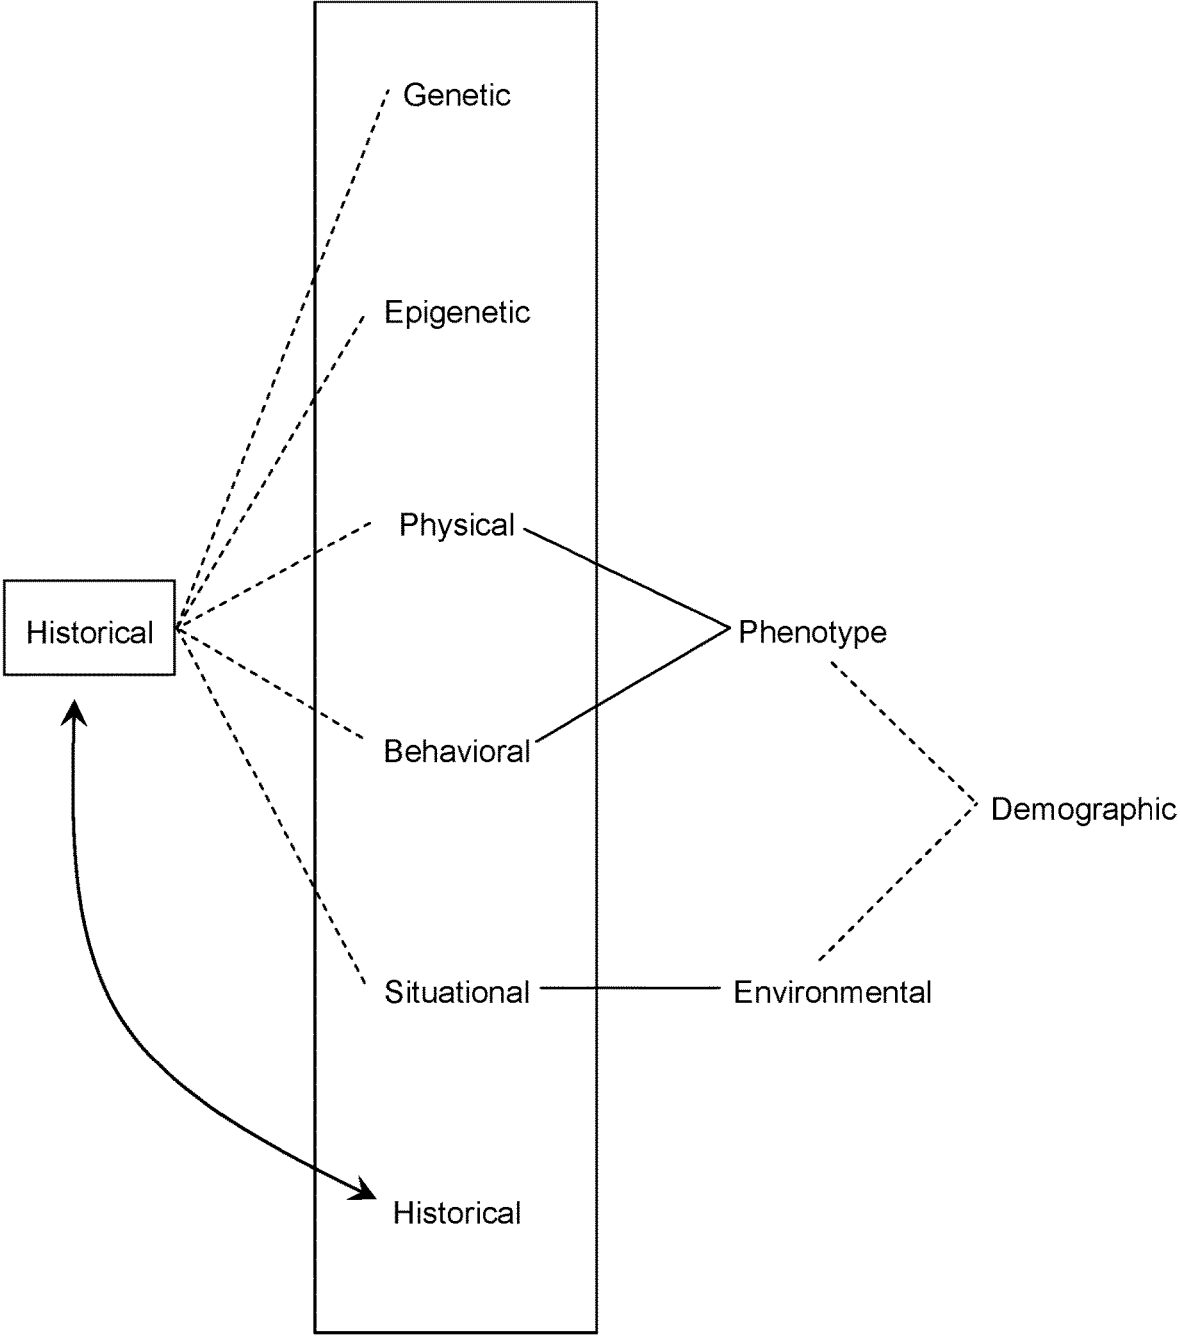 Genetic
Epigenetic
Physical
Historical
Phenotype
Behavioral
Demographic
Situational
Environmental
Historical